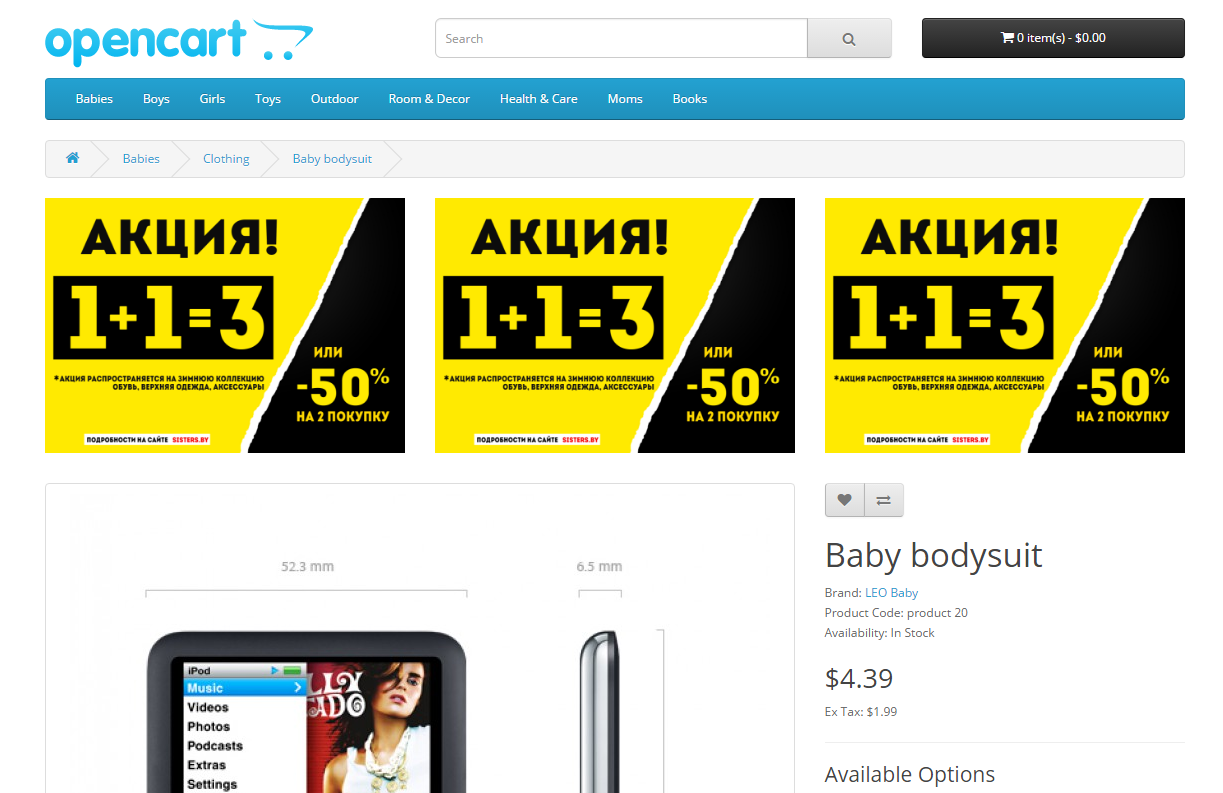 opencart
Search
0 item(s) - $0.00
Babies Boys Girls Toys Outdoor Room & Decor Health & Care Moms Books
Babies Clothing Baby bodysuit
АКЦИЯ!
1+1=3
ИЛИ
-50%
НА 2 ПОКУПКУ
*АКЦИЯ РАСПРОСТРАНЯЕТСЯ НА ЗИМНЮЮ КОЛЛЕКЦИЮ
ОБУВЬ, ВЕРХНЯЯ ОДЕЖДА, АКСЕССУАРЫ
ПОДРОБНОСТИ НА САЙТЕ SISTERS.BY
АКЦИЯ!
1+1=3
ИЛИ
-50%
НА 2 ПОКУПКУ
*АКЦИЯ РАСПРОСТРАНЯЕТСЯ НА ЗИМНЮЮ КОЛЛЕКЦИЮ
ОБУВЬ, ВЕРХНЯЯ ОДЕЖДА, АКСЕССУАРЫ
ПОДРОБНОСТИ НА САЙТЕ SISTERS.BY
АКЦИЯ!
1+1=3
ИЛИ
-50%
НА 2 ПОКУПКУ
*АКЦИЯ РАСПРОСТРАНЯЕТСЯ НА ЗИМНЮЮ КОЛЛЕКЦИЮ
ОБУВЬ, ВЕРХНЯЯ ОДЕЖДА, АКСЕССУАРЫ
ПОДРОБНОСТИ НА САЙТЕ SISTERS.BY
52.3 mm 6.5 mm
iPod
Music
Videos
Photos
Podcasts
Extras
Settings
Baby bodysuit
Brand: LEO Baby
Product Code: product 20
Availability: In Stock
$4.39
Ex Tax: $1.99
Available Options